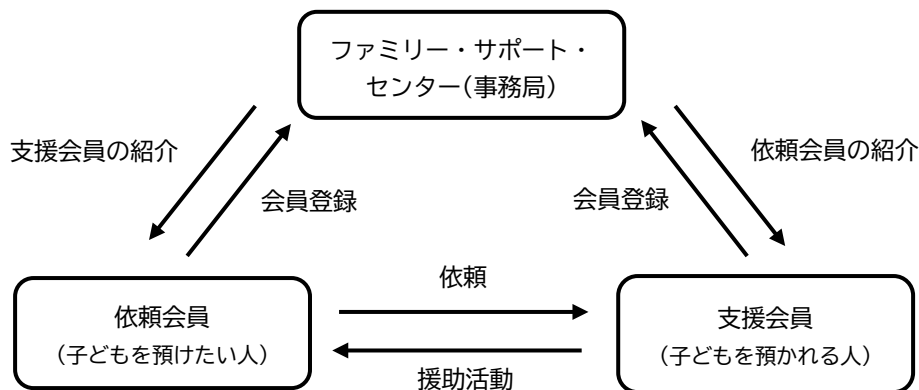 ファミリー・サポート・
センター(事務局)
支援会員の紹介
依頼会員の紹介
会員登録
会員登録
依頼
依頼会員
(子どもを預けたい人)
支援会員
(子どもを預かれる人)
援助活動